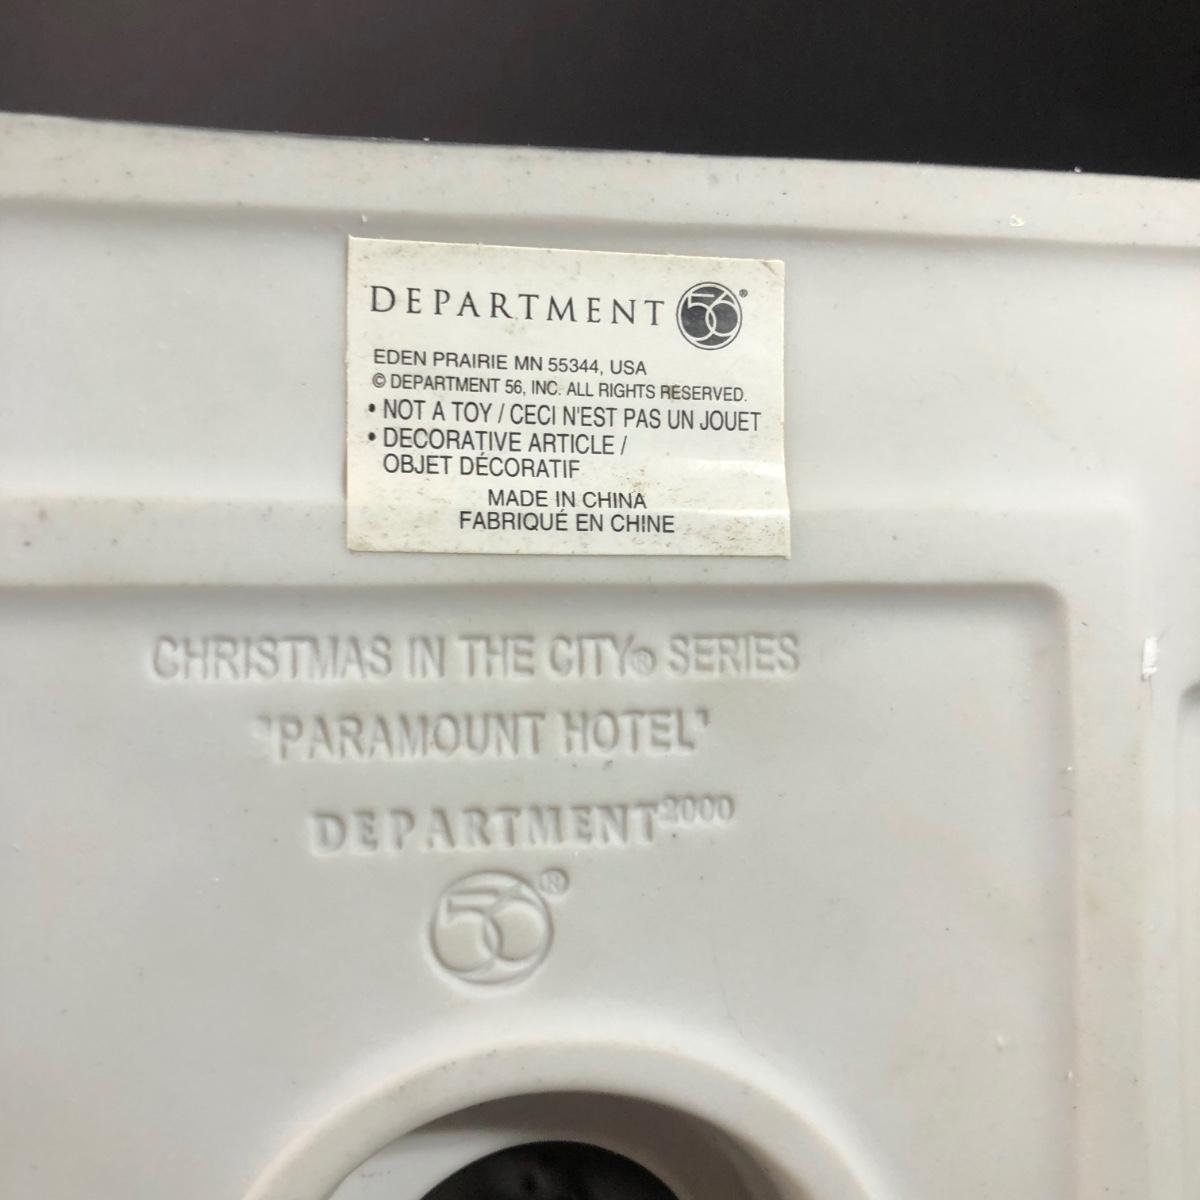 DEPARTMENT 56®
EDEN PRAIRIE MN 55344, USA
© DEPARTMENT 56, INC. ALL RIGHTS RESERVED.
• NOT A TOY / CECI N'EST PAS UN JOUET
• DECORATIVE ARTICLE /
OBJET DÉCORATIF
MADE IN CHINA
FABRIQUÉ EN CHINE
CHRISTMAS IN THE CITY® SERIES
"PARAMOUNT HOTEL"
DEPARTMENT 2000
56®